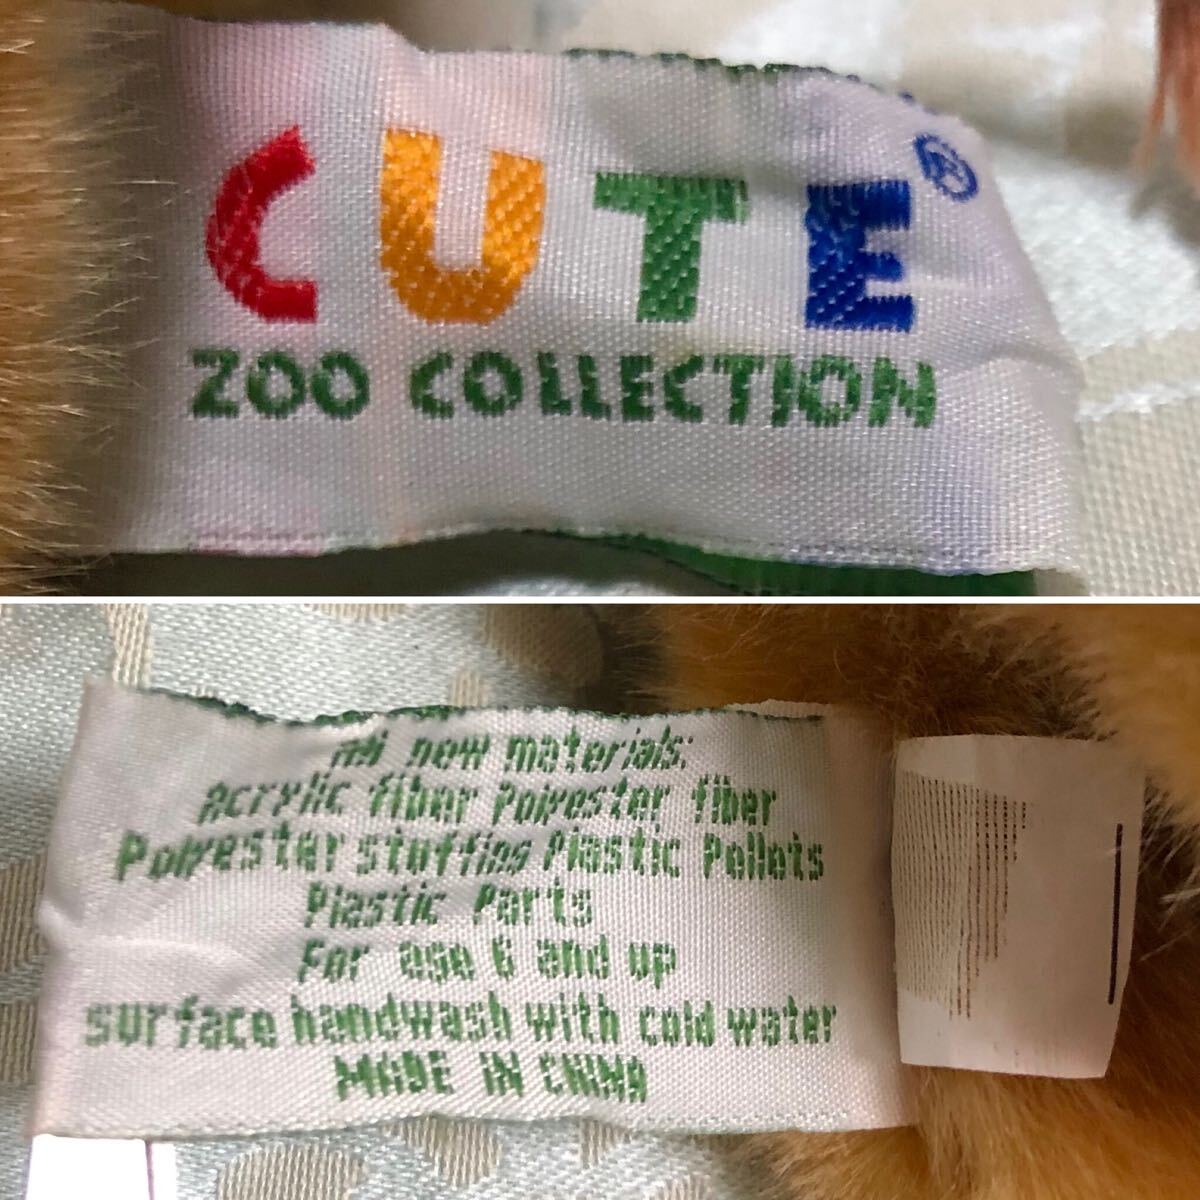 CUTE®
ZOO COLLECTION
All new materials:
Acrylic fiber Polyester fiber
Polyester stuffing Plastic Pellets
Plastic Parts
For age 6 and up
surface handwash with cold water
MADE IN CHINA